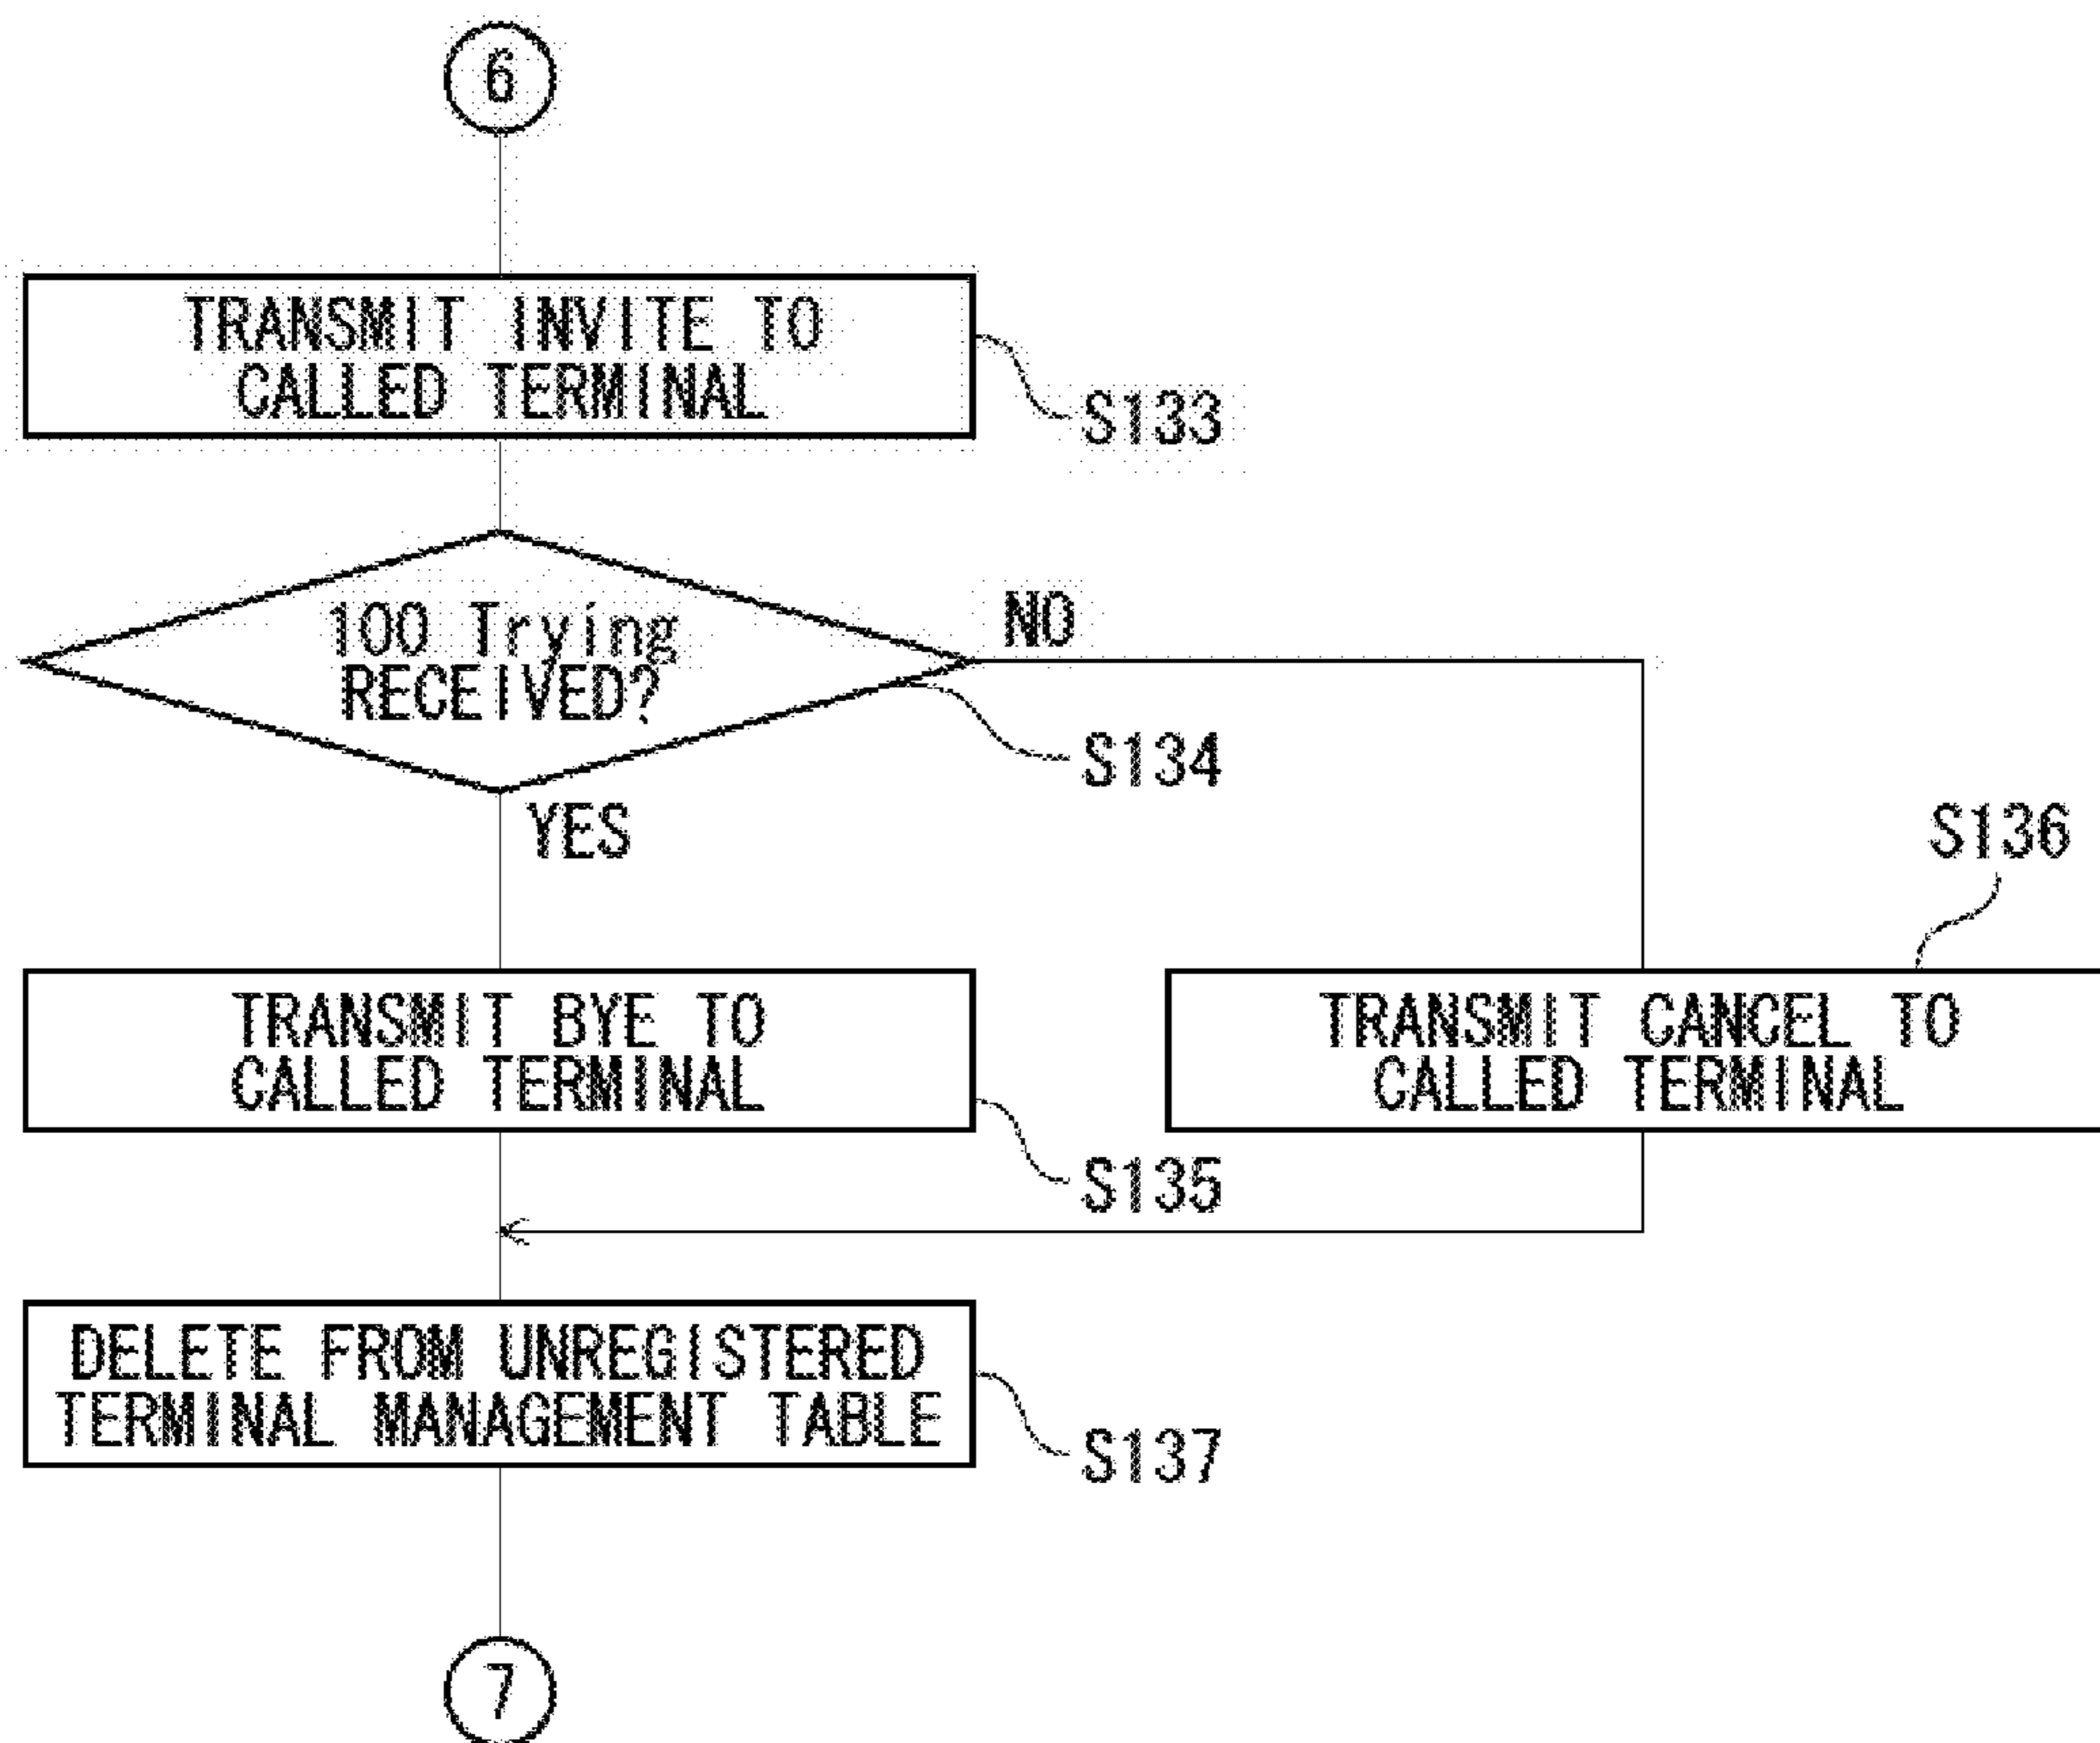 6
TRANSMIT INVITE TO
CALLED TERMINAL
S133
100 Trying
RECEIVED?
NO
S134
YES
S136
TRANSMIT BYE TO
CALLED TERMINAL
S135
TRANSMIT CANCEL TO
CALLED TERMINAL
DELETE FROM UNREGISTERED
TERMINAL MANAGEMENT TABLE
S137
7